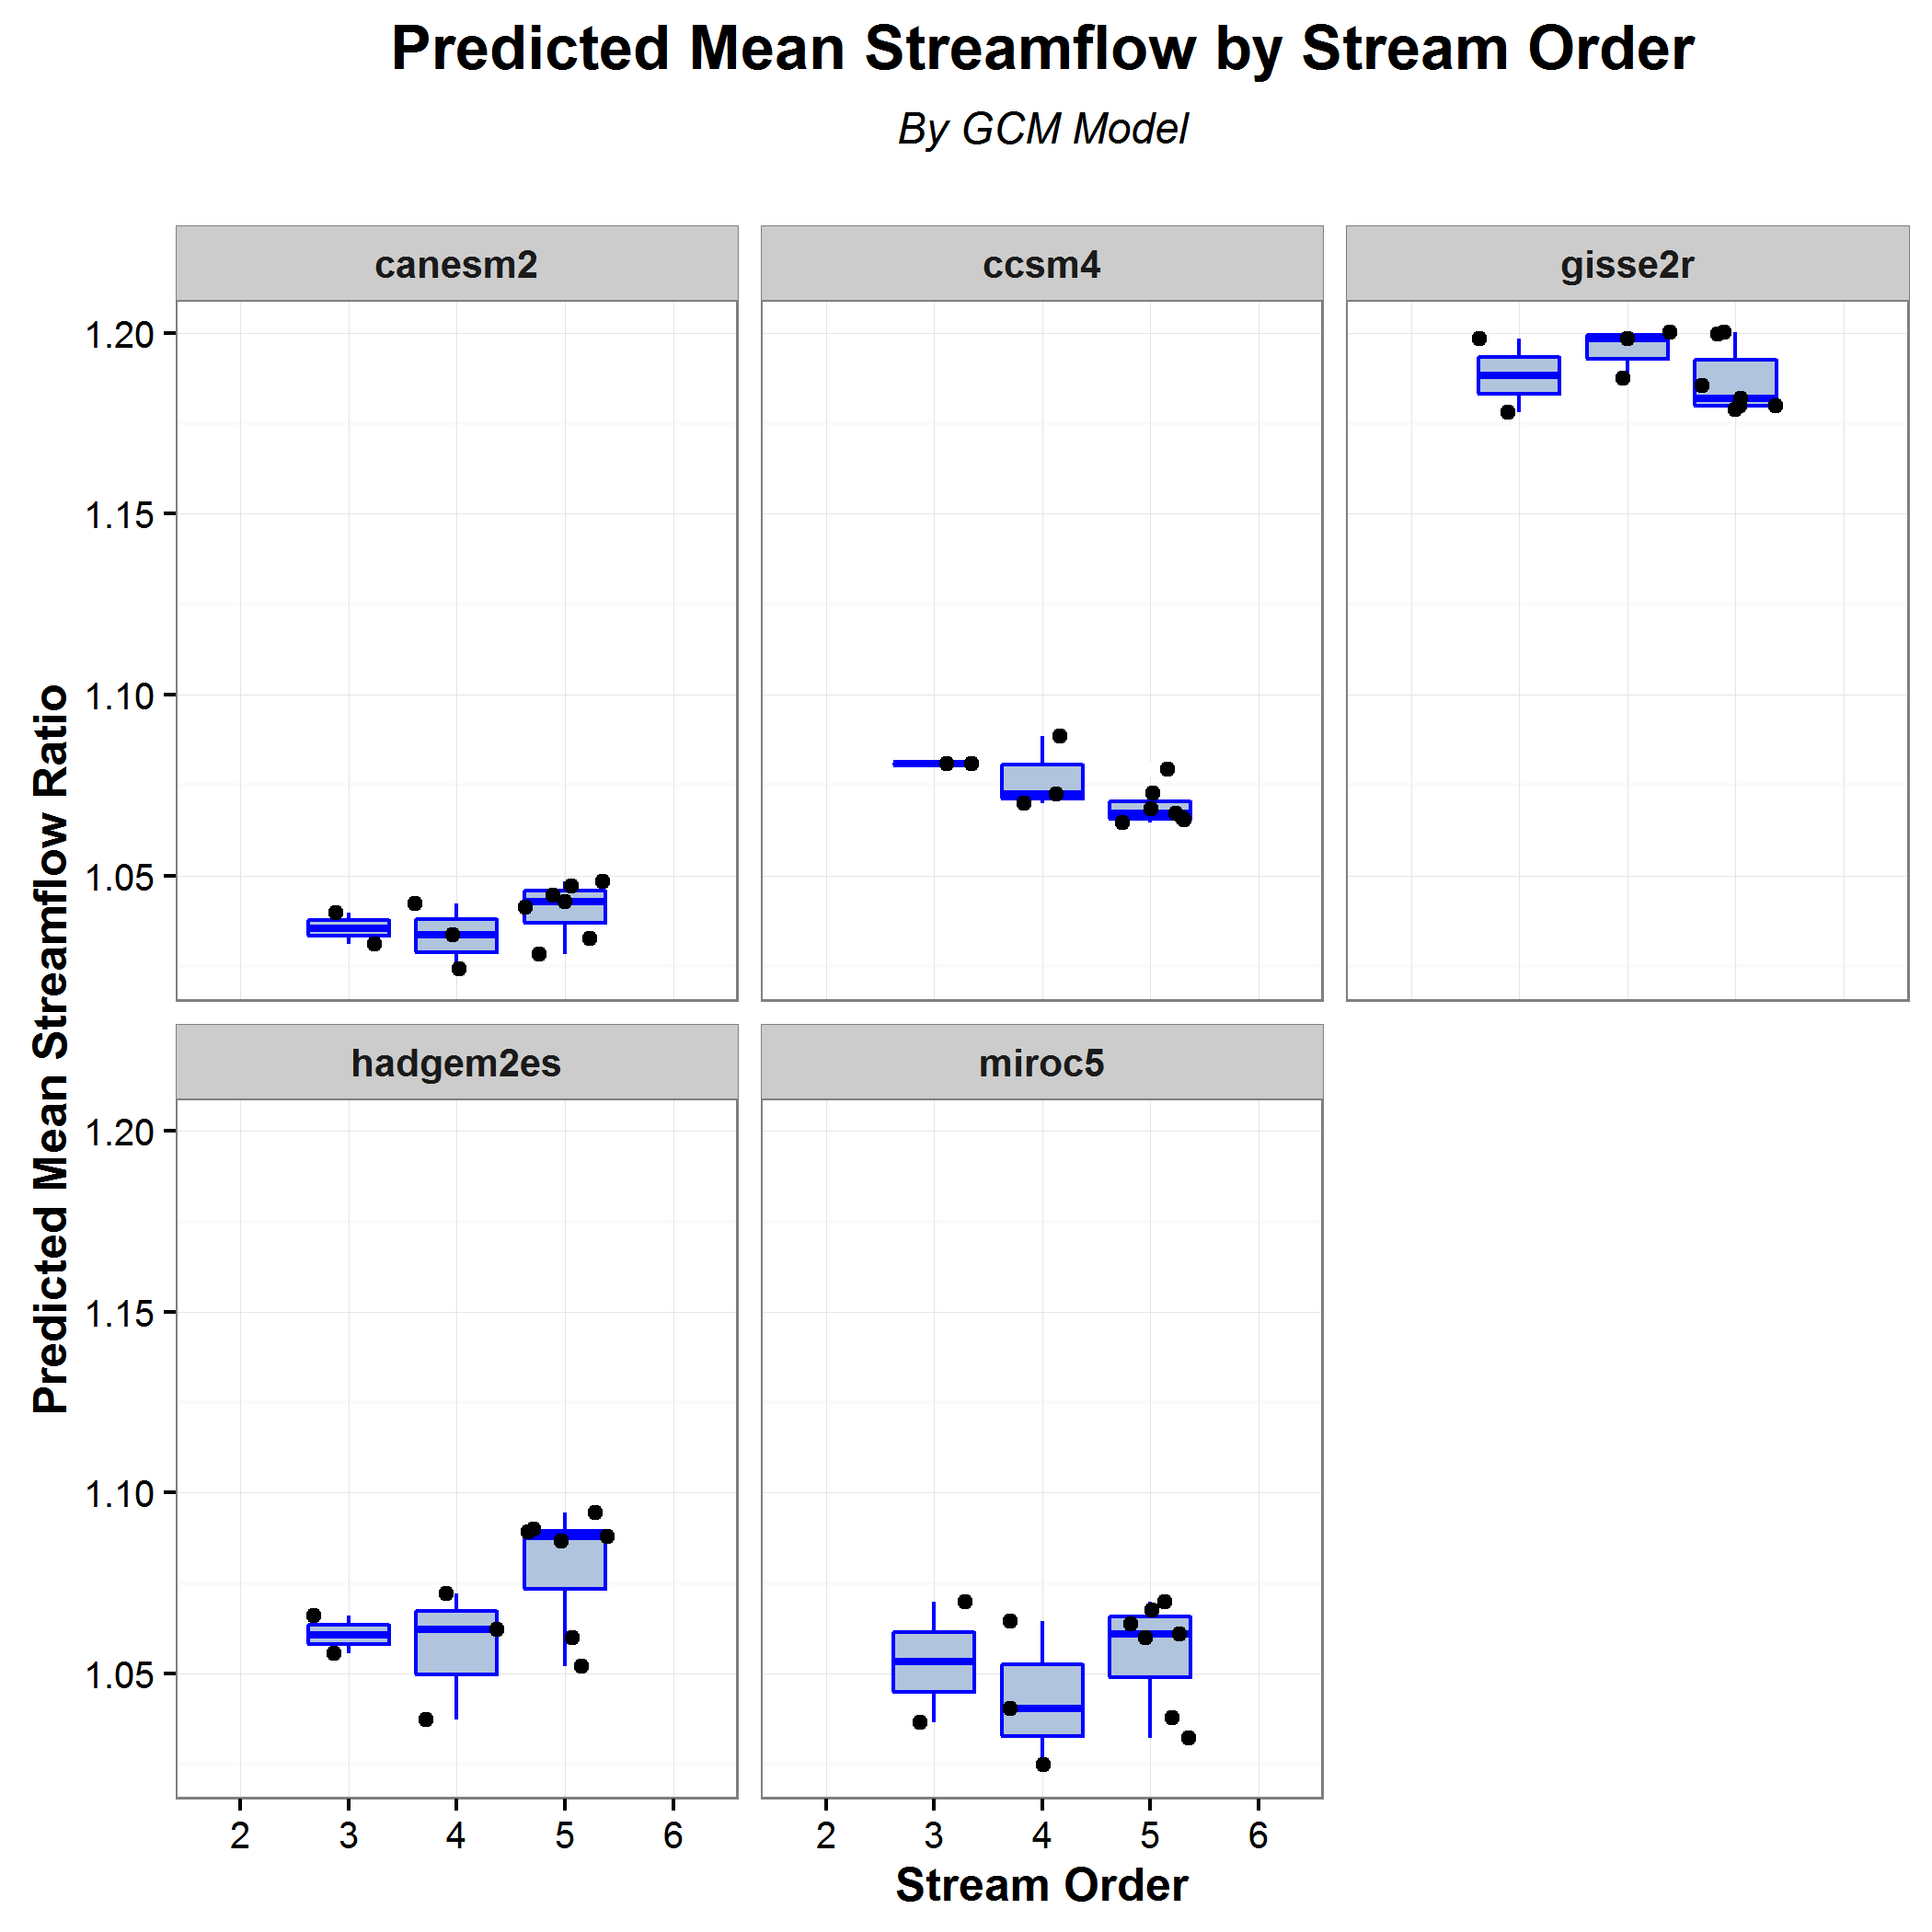 Predicted Mean Streamflow by Stream Order
By GCM Model
canesm2
ccsm4
gisse2r
1.20
1.15
1.10
1.05
hadgem2es
miroc5
1.20
1.15
1.10
1.05
Predicted Mean Streamflow Ratio
2 3 4 5 6
2 3 4 5 6
Stream Order